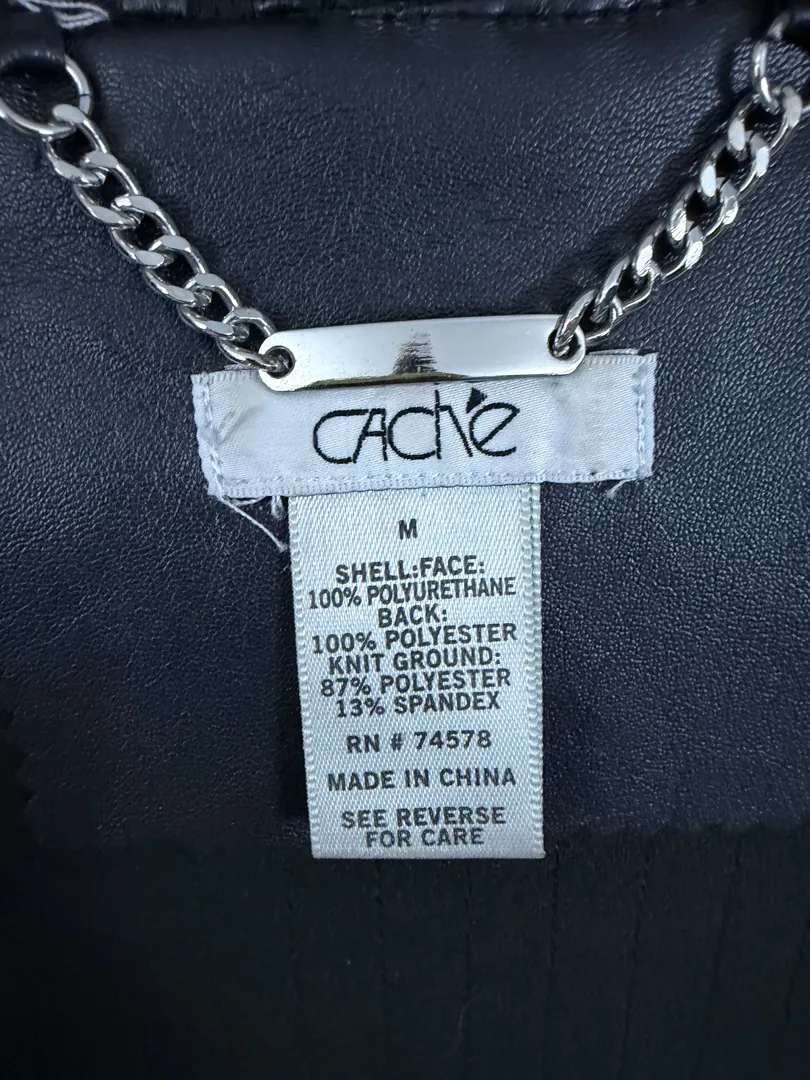 CACHé
M
SHELL:FACE:
100% POLYURETHANE
BACK:
100% POLYESTER
KNIT GROUND:
87% POLYESTER
13% SPANDEX
RN # 74578
MADE IN CHINA
SEE REVERSE
FOR CARE